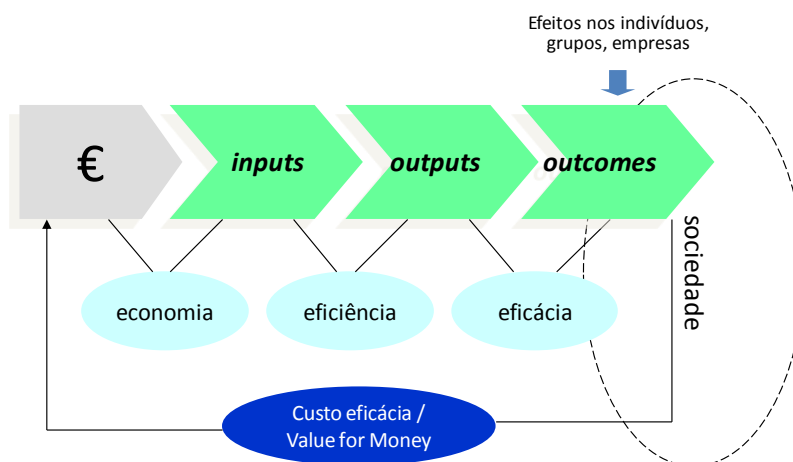 Efeitos nos indivíduos,
grupos, empresas
€
inputs
outputs
outcomes
sociedade
economia
eficiência
eficácia
Custo eficácia /
Value for Money